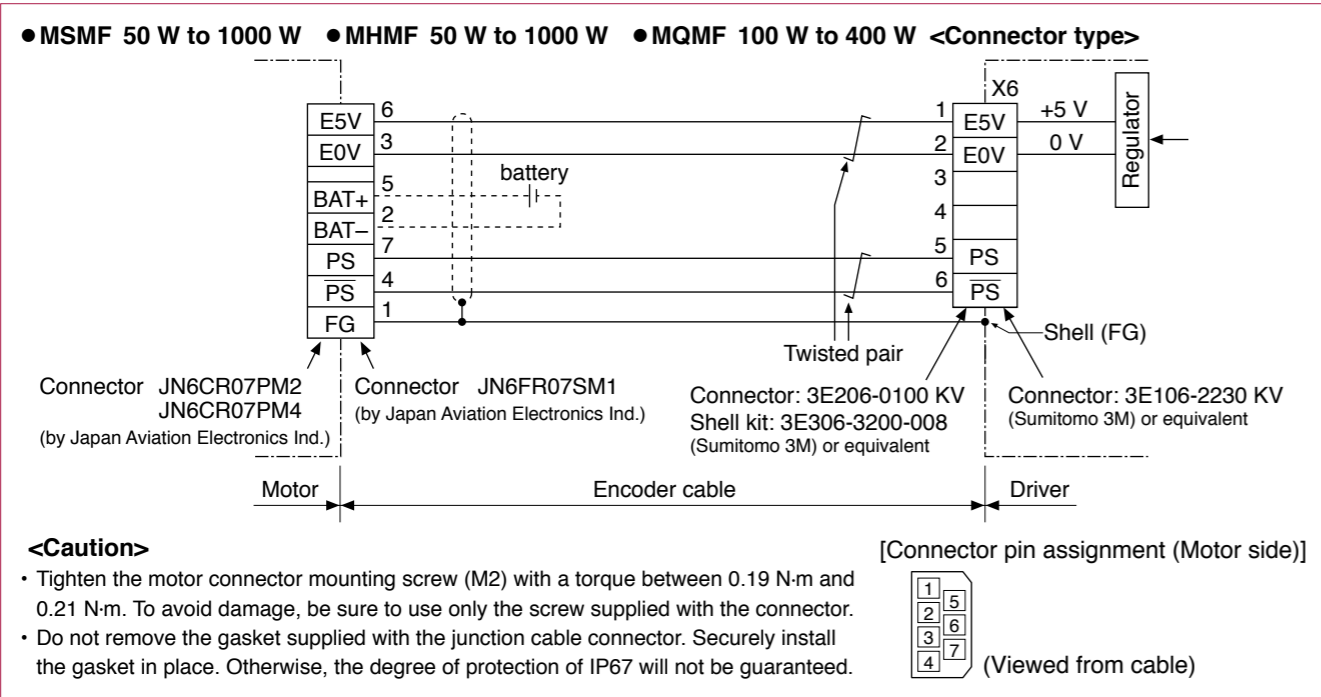 ●MSMF 50 W to 1000 W ●MHMF 50 W to 1000 W ●MQMF 100 W to 400 W <Connector type>
X6
E5V 6 1 E5V +5 V
E0V 3 2 E0V 0 V
Regulator
battery
3
BAT+ 5
4
BAT– 2
PS 7 5 PS
P̅S̅ 4 6 P̅S̅
FG 1
Shell (FG)
Twisted pair
Connector JN6CR07PM2
JN6CR07PM4
(by Japan Aviation Electronics Ind.)
Connector JN6FR07SM1
(by Japan Aviation Electronics Ind.)
Connector: 3E206-0100 KV
Shell kit: 3E306-3200-008
(Sumitomo 3M) or equivalent
Connector: 3E106-2230 KV
(Sumitomo 3M) or equivalent
Motor Encoder cable Driver
<Caution>
• Tighten the motor connector mounting screw (M2) with a torque between 0.19 N·m and
0.21 N·m. To avoid damage, be sure to use only the screw supplied with the connector.
• Do not remove the gasket supplied with the junction cable connector. Securely install
the gasket in place. Otherwise, the degree of protection of IP67 will not be guaranteed.
[Connector pin assignment (Motor side)]
1
5
2
6
3
7
4
(Viewed from cable)